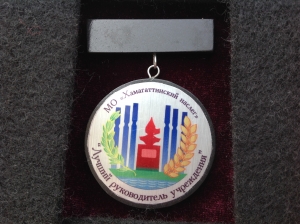 МО «Хамагаттинский наслег»
"Лучший руководитель учреждения"